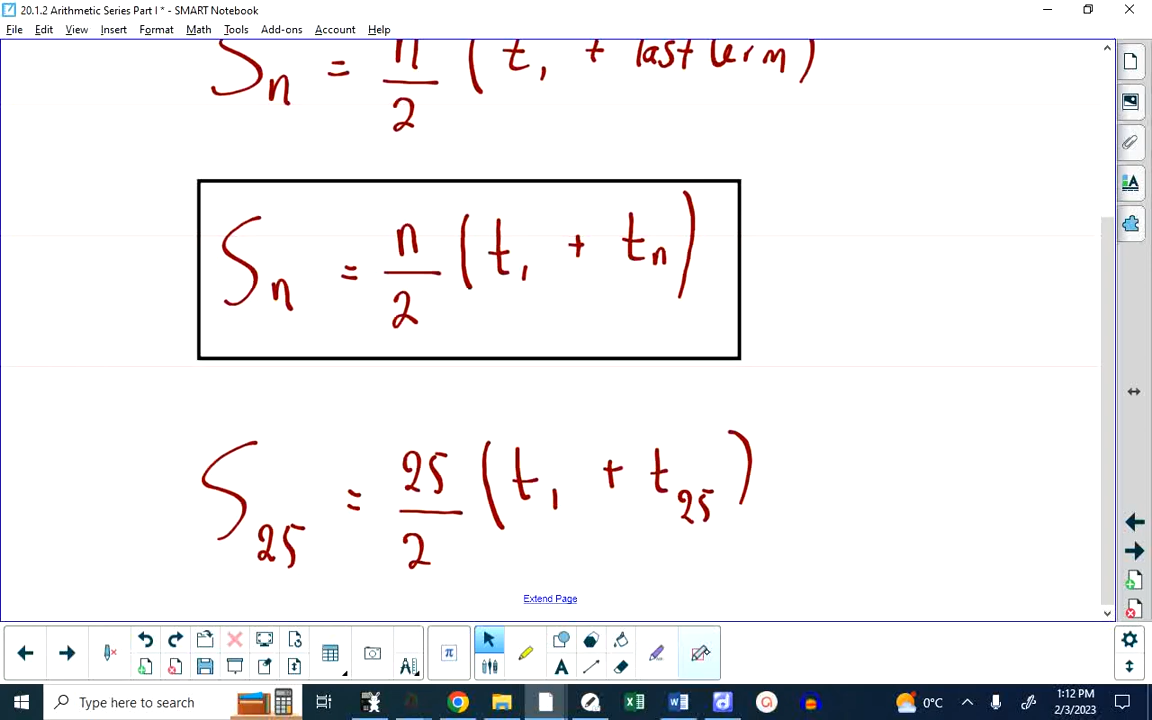 20.1.2 Arithmetic Series Part I * - SMART Notebook
File Edit View Insert Format Math Tools Add-ons Account Help
Sn = n/2 ( t1 + last term )
Sn = n/2 ( t1 + tn )
S25 = 25/2 ( t1 + t25 )
Extend Page
π
A
Type here to search
0°C
1:12 PM
2/3/2023